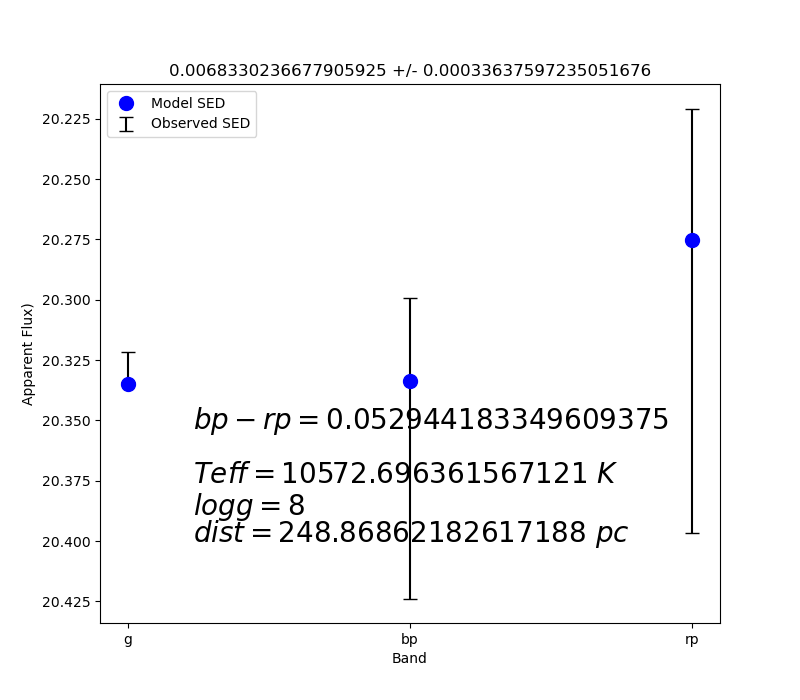 0.0068330236677905925 +/- 0.00033637597235051676
Model SED
Observed SED
20.225
20.250
20.275
20.300
20.325
20.350
20.375
20.400
20.425
Apparent Flux)
bp − rp = 0.052944183349609375
Teff = 10572.696361567121 K
logg = 8
dist = 248.86862182617188 pc
g
bp
rp
Band